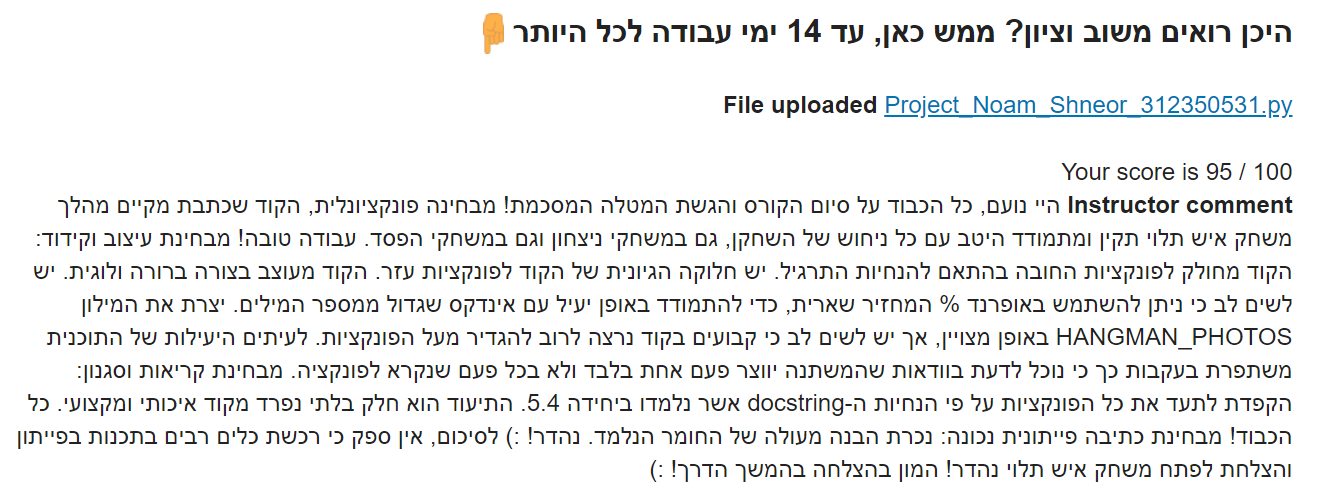 היכן רואים משוב וציון? ממש כאן, עד 14 ימי עבודה לכל היותר👇
File uploaded Project_Noam_Shneor_312350531.py
Your score is 95 / 100
Instructor comment היי נועם, כל הכבוד על סיום הקורס והגשת המטלה המסכמת! מבחינה פונקציונלית, הקוד שכתבת מקיים מהלך
משחק איש תלוי תקין ומתמודד היטב עם כל ניחוש של השחקן, גם במשחקי ניצחון וגם במשחקי הפסד. עבודה טובה! מבחינת עיצוב וקידוד:
הקוד מחולק לפונקציות החובה בהתאם להנחיות התרגיל. יש חלוקה הגיונית של הקוד לפונקציות עזר. הקוד מעוצב בצורה ברורה ולוגית. יש
לשים לב כי ניתן להשתמש באופרנד % המחזיר שארית, כדי להתמודד באופן יעיל עם אינדקס שגדול ממספר המילים. יצרת את המילון
HANGMAN_PHOTOS באופן מצויין, אך יש לשים לב כי קבועים בקוד נרצה לרוב להגדיר מעל הפונקציות. לעיתים היעילות של התוכנית
משתפרת בעקבות כך כי נוכל לדעת בוודאות שהמשתנה יווצר פעם אחת בלבד ולא בכל פעם שנקרא לפונקציה. מבחינת קריאות וסגנון:
הקפדת לתעד את כל הפונקציות על פי הנחיות ה-docstring אשר נלמדו ביחידה 5.4. התיעוד הוא חלק בלתי נפרד מקוד איכותי ומקצועי. כל
הכבוד! מבחינת כתיבה פייתונית נכונה: נכרת הבנה מעולה של החומר הנלמד. נהדר! :) לסיכום, אין ספק כי רכשת כלים רבים בתכנות בפייתון
והצלחת לפתח משחק איש תלוי נהדר! המון בהצלחה בהמשך הדרך! :)